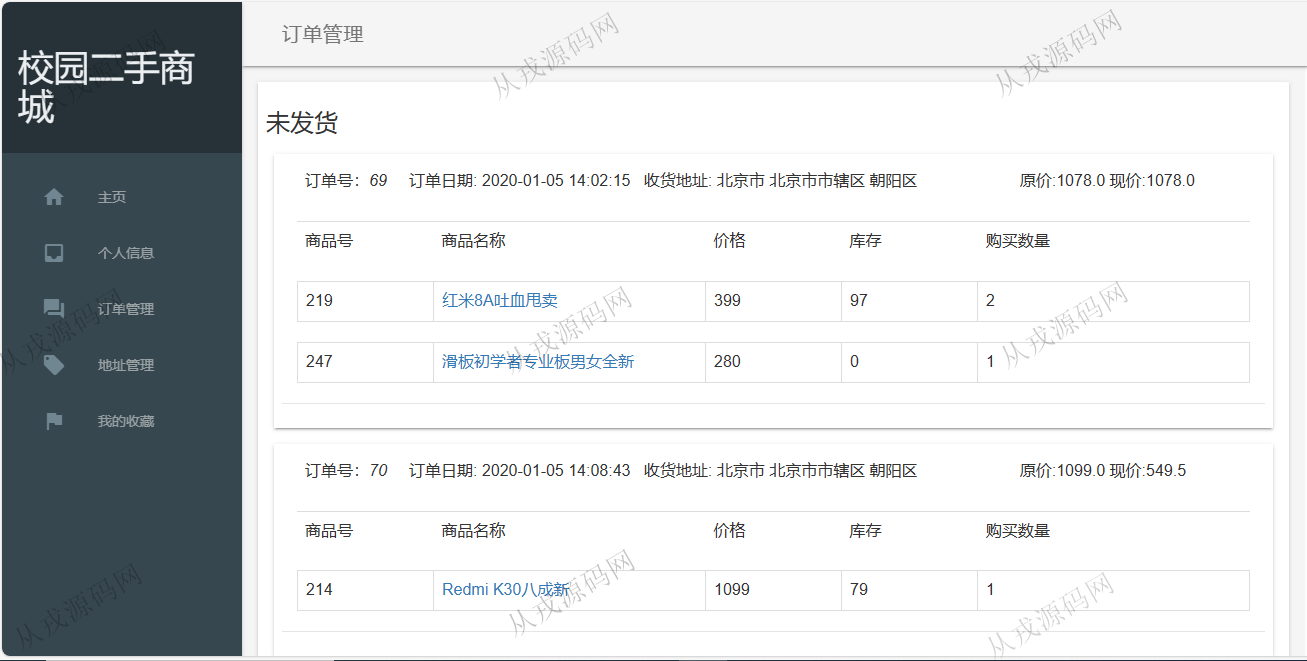 校园二手商
城
主页
个人信息
订单管理
地址管理
我的收藏
订单管理
未发货
订单号：69 订单日期: 2020-01-05 14:02:15 收货地址: 北京市 北京市市辖区 朝阳区 原价:1078.0 现价:1078.0
商品号 商品名称 价格 库存 购买数量
219 红米8A吐血甩卖 399 97 2
247 滑板初学者专业板男女全新 280 0 1
订单号：70 订单日期: 2020-01-05 14:08:43 收货地址: 北京市 北京市市辖区 朝阳区 原价:1099.0 现价:549.5
商品号 商品名称 价格 库存 购买数量
214 Redmi K30八成新 1099 79 1
从戎源码网
从戎源码网
从戎源码网
从戎源码网
从戎源码网
从戎源码网
从戎源码网
从戎源码网
从戎源码网